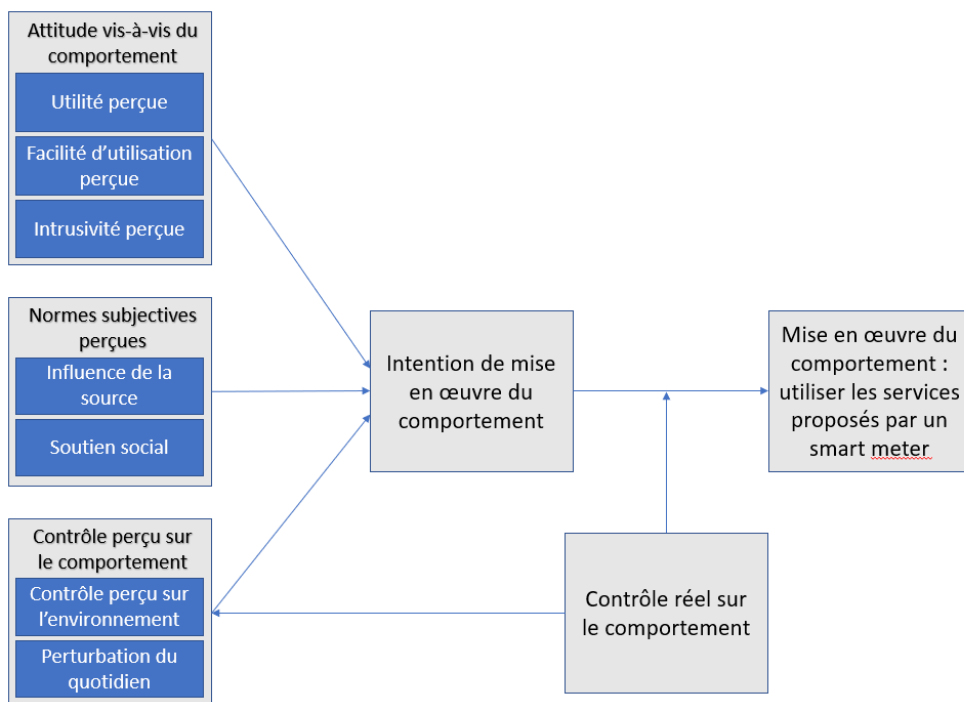 Attitude vis-à-vis du
comportement
Utilité perçue
Facilité d'utilisation
perçue
Intrusivité perçue
Normes subjectives
perçues
Influence de la
source
Soutien social
Contrôle perçu sur
le comportement
Contrôle perçu sur
l'environnement
Perturbation du
quotidien
Intention de mise
en œuvre du
comportement
Mise en œuvre du
comportement :
utiliser les services
proposés par un
smart meter
Contrôle réel sur
le comportement